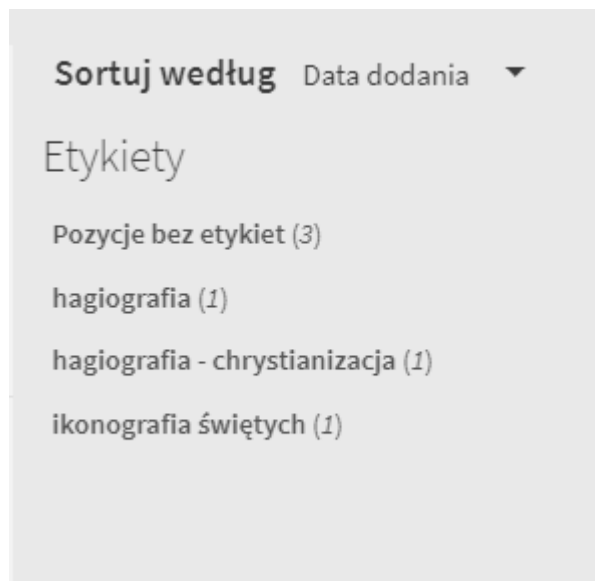 Sortuj według Data dodania
Etykiety
Pozycje bez etykiet (3)
hagiografia (1)
hagiografia - chrystianizacja (1)
ikonografia świętych (1)